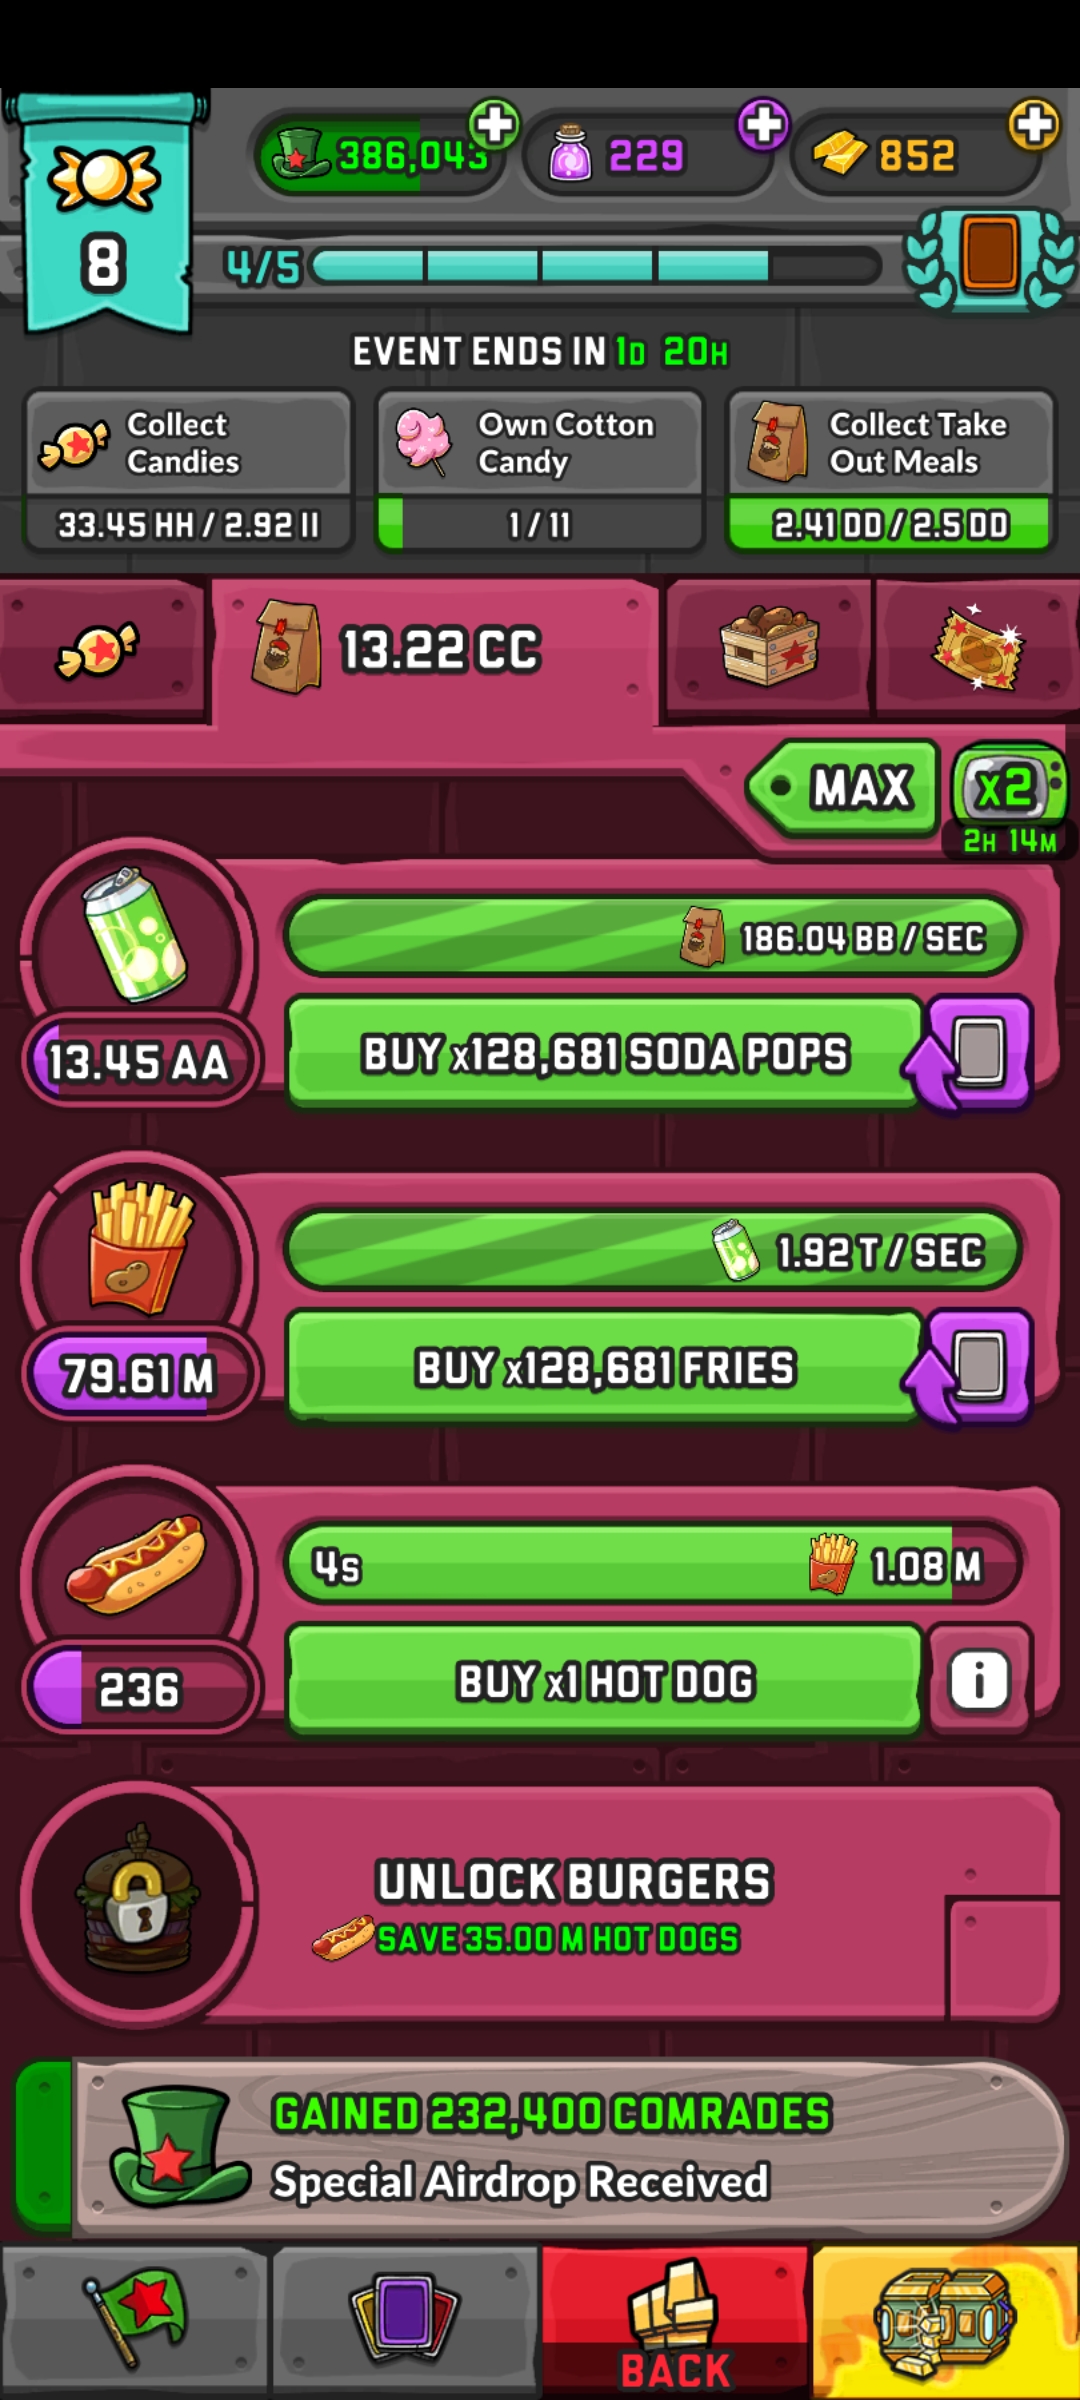 386,043
229
852
8
4/5
EVENT ENDS IN 1D 20H
Collect
Candies
33.45 HH / 2.92 II
Own Cotton
Candy
1 / 11
Collect Take
Out Meals
2.41 DD / 2.5 DD
13.22 CC
MAX
x2
2H 14M
186.04 BB / SEC
13.45 AA
BUY x128,681 SODA POPS
1.92 T / SEC
79.61 M
BUY x128,681 FRIES
4s
1.08 M
236
BUY x1 HOT DOG
i
UNLOCK BURGERS
SAVE 35.00 M HOT DOGS
GAINED 232,400 COMRADES
Special Airdrop Received
BACK